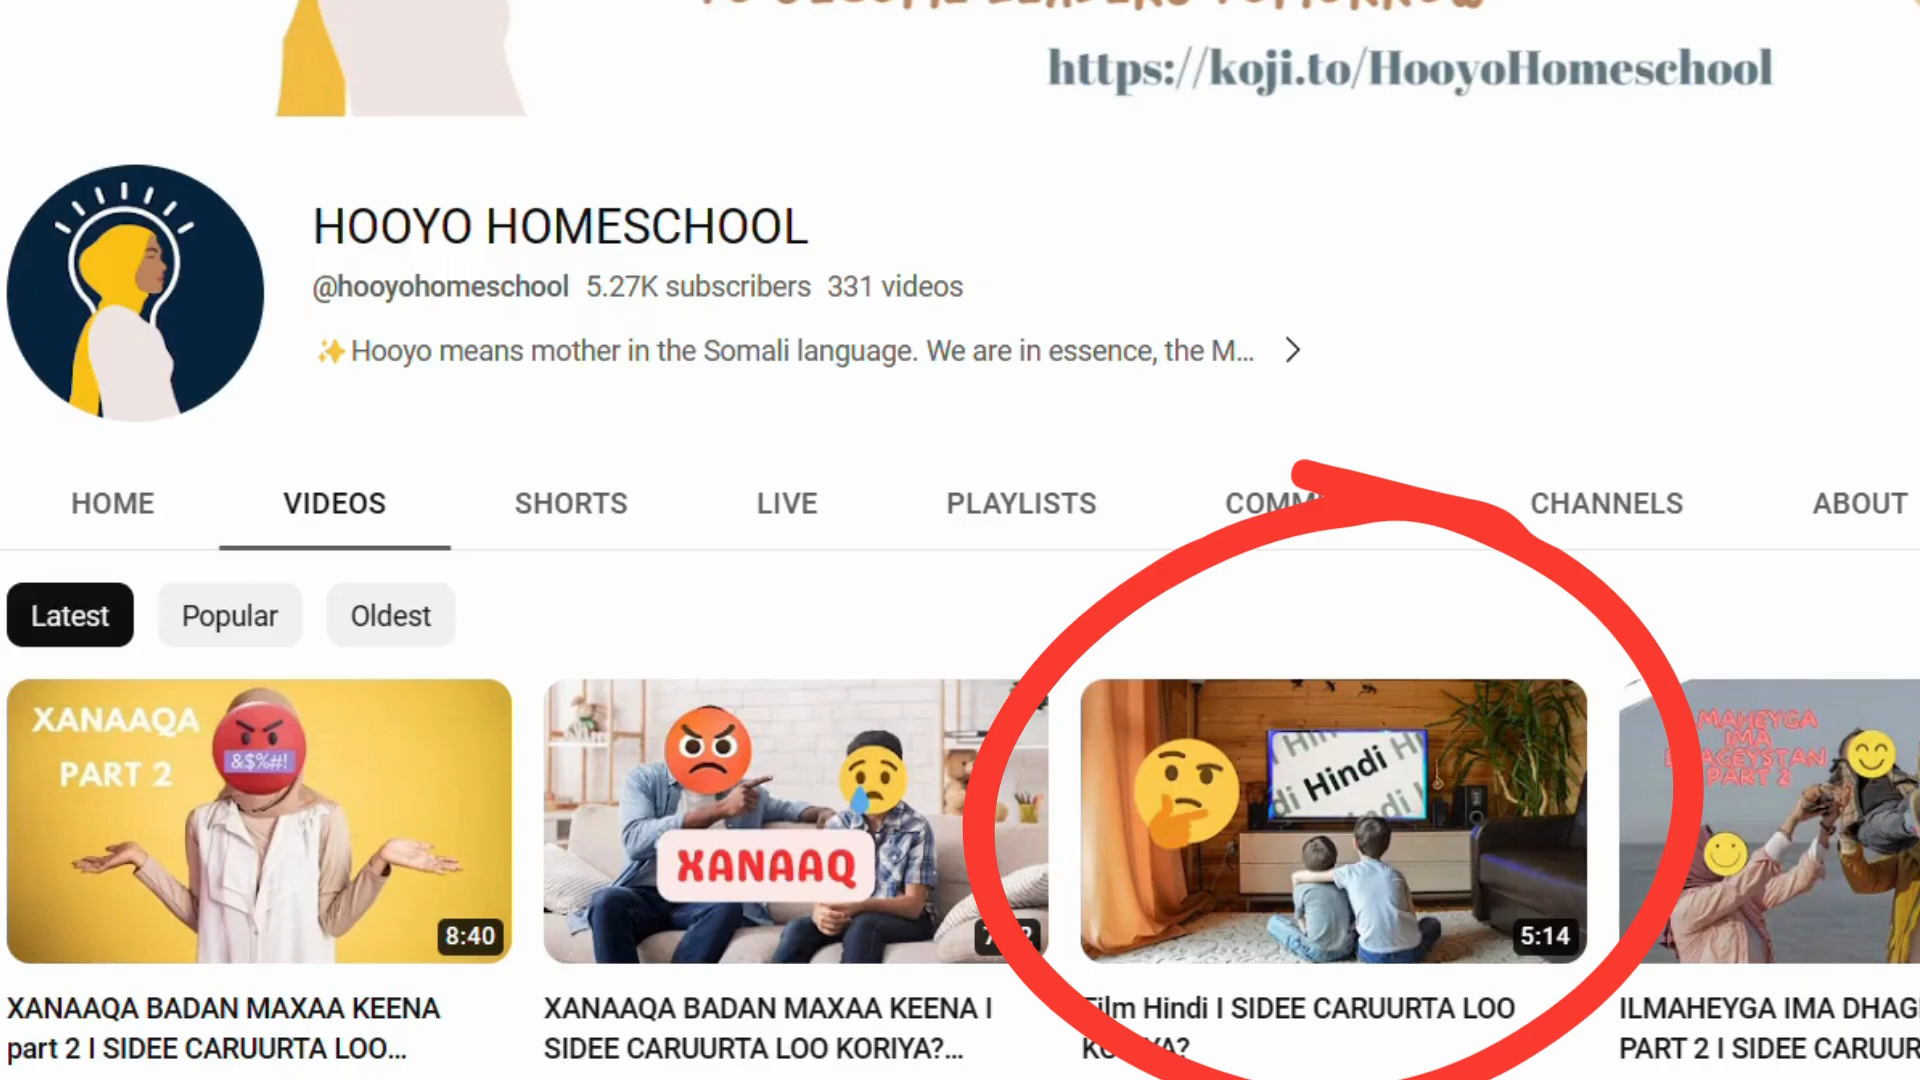 TO BECOME LEADERS TOMORROW
https://koji.to/HooyoHomeschool
HOOYO HOMESCHOOL
@hooyohomeschool 5.27K subscribers 331 videos
✨Hooyo means mother in the Somali language. We are in essence, the M...
HOME VIDEOS SHORTS LIVE PLAYLISTS CHANNELS ABOUT
Latest Popular Oldest
XANAAQA
PART 2
&$%#!
8:40
XANAAQ
Hindi
5:14
MAHEYGA
IMA
PART 2
XANAAQA BADAN MAXAA KEENA
part 2 I SIDEE CARUURTA LOO...
XANAAQA BADAN MAXAA KEENA I
SIDEE CARUURTA LOO KORIYA?...
Film Hindi I SIDEE CARUURTA LOO
KORIYA?
ILMAHEYGA IMA DHAG
PART 2 I SIDEE CARUUR